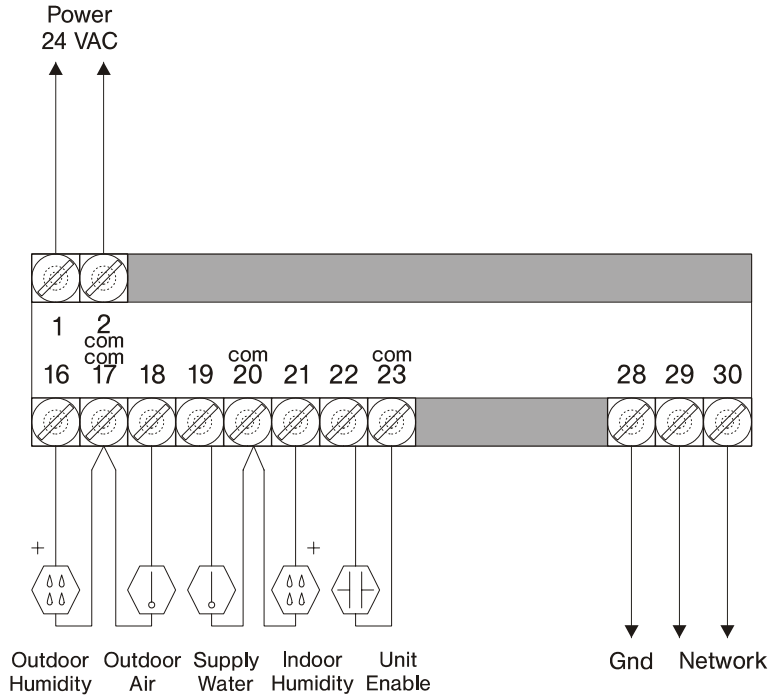 Power
24 VAC
1 2
com
com com com
16 17 18 19 20 21 22 23 28 29 30
+ +
Outdoor Outdoor Supply Indoor Unit Gnd Network
Humidity Air Water Humidity Enable